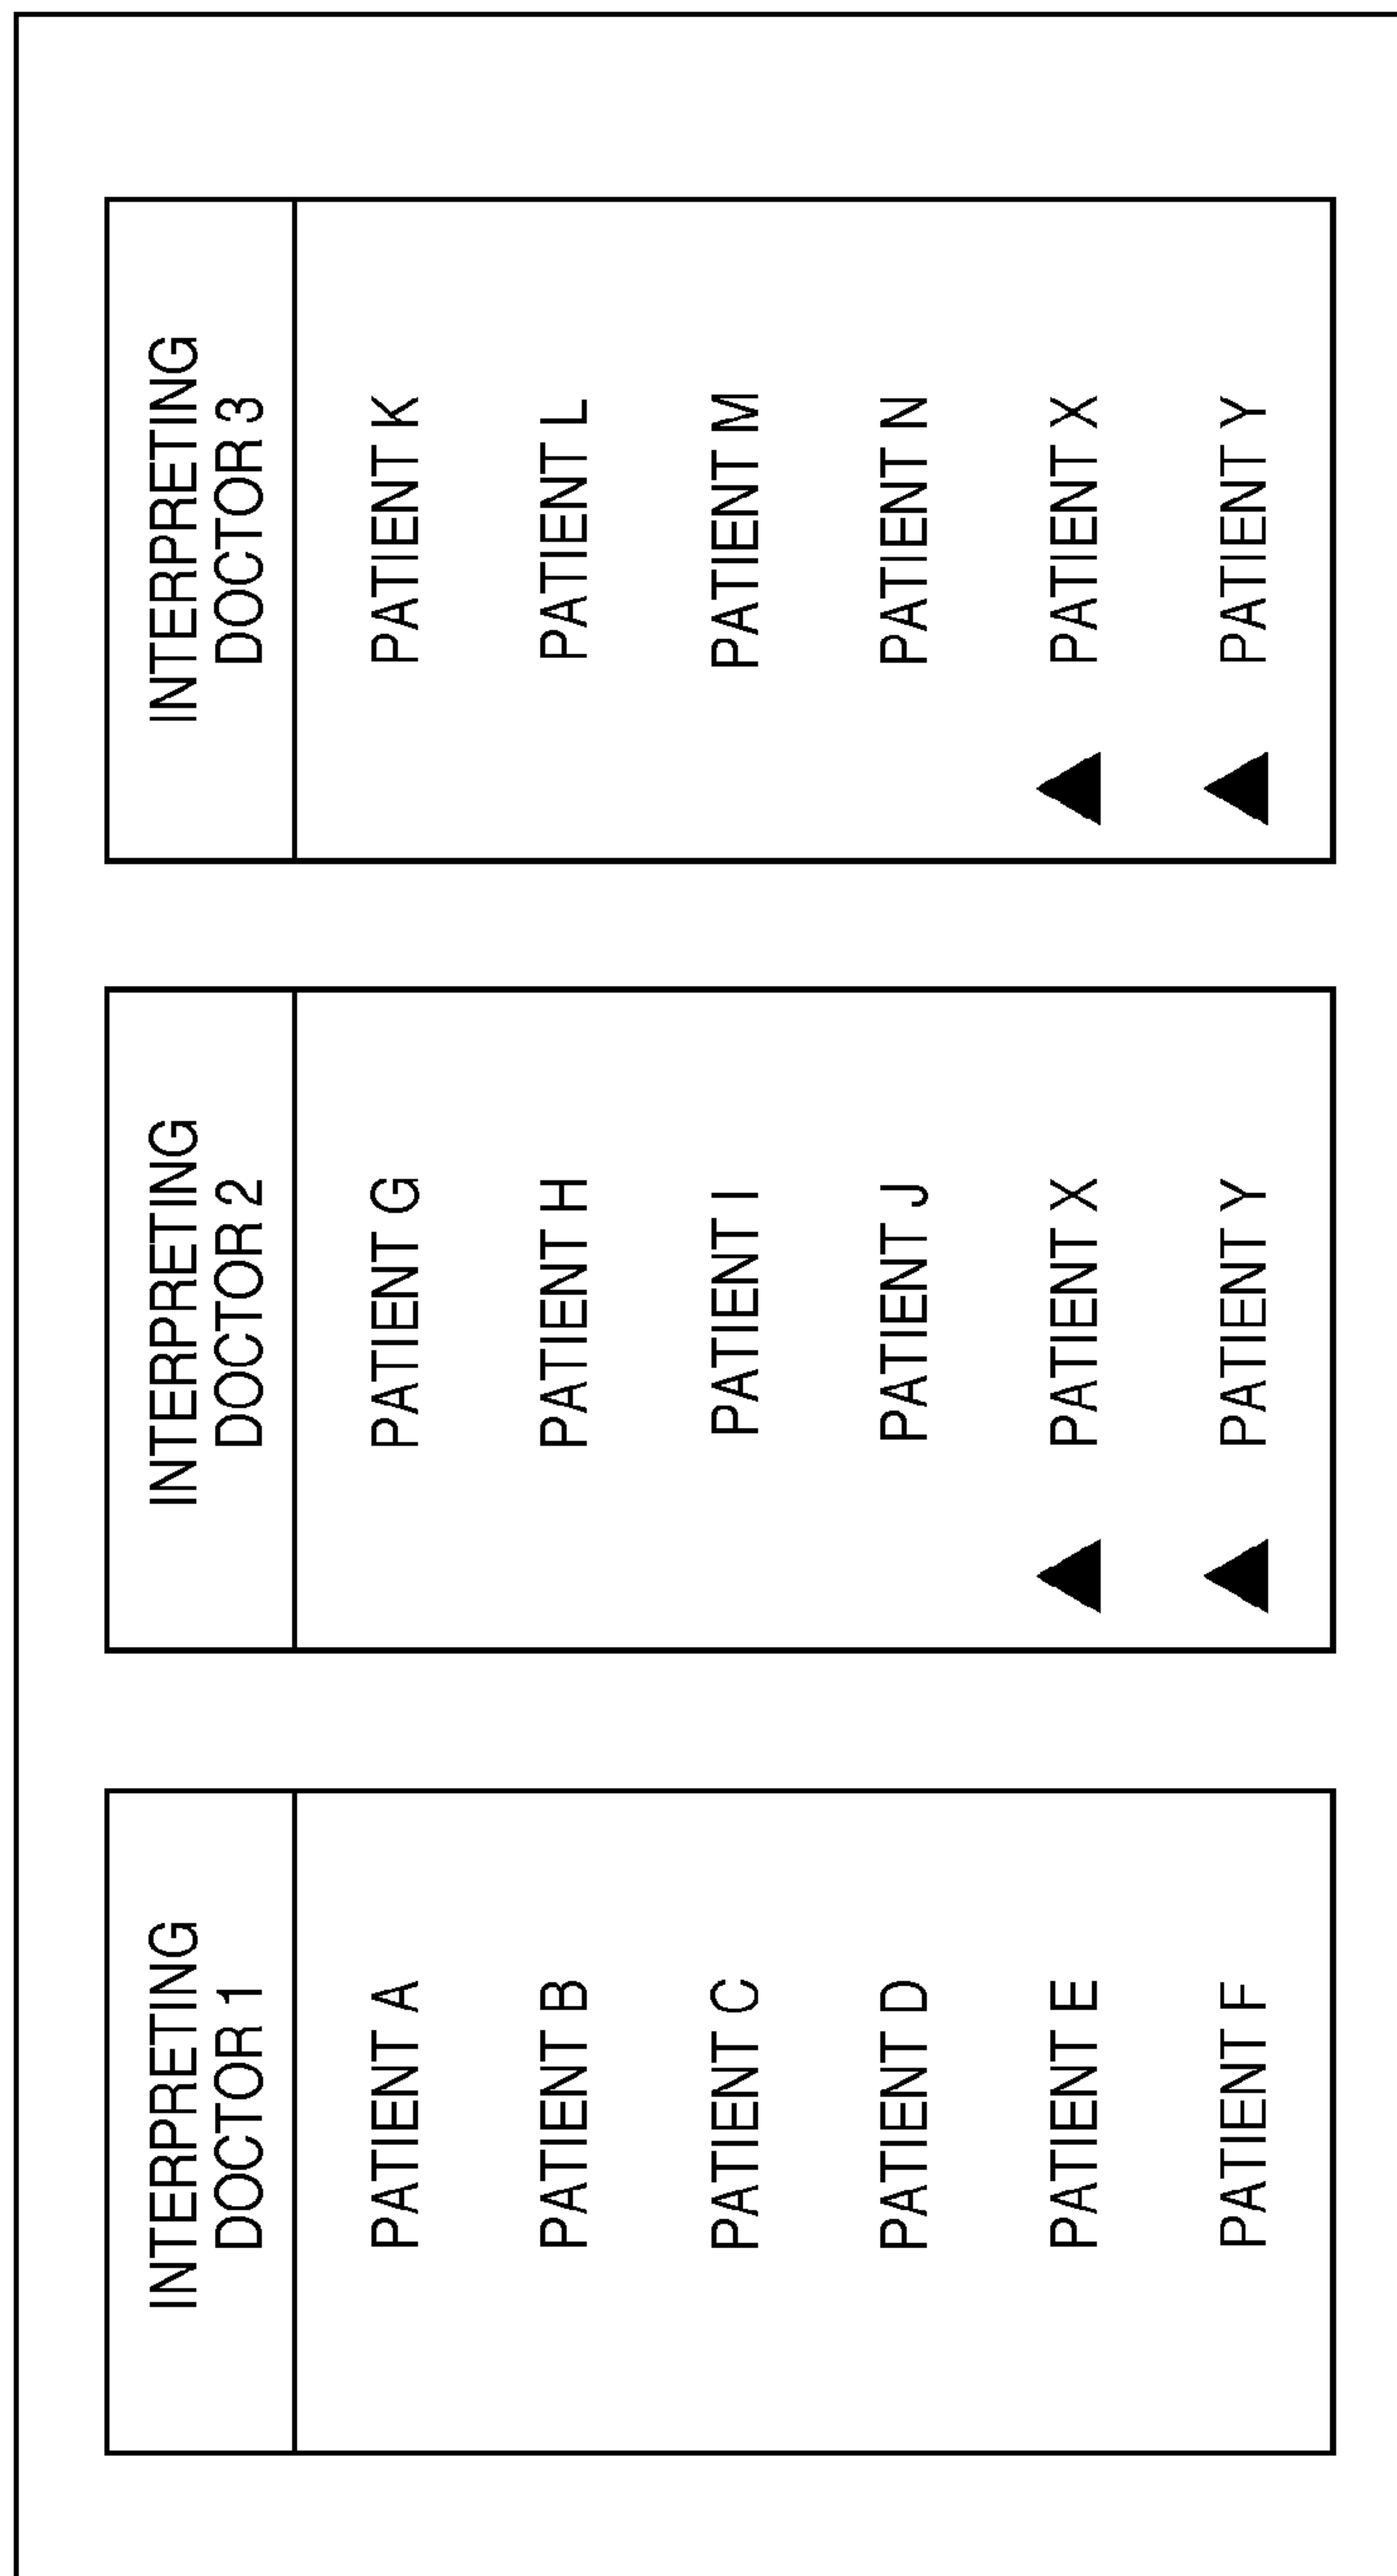 INTERPRETING
DOCTOR 1
PATIENT A
PATIENT B
PATIENT C
PATIENT D
PATIENT E
PATIENT F
INTERPRETING
DOCTOR 2
PATIENT G
PATIENT H
PATIENT I
PATIENT J
PATIENT X
PATIENT Y
INTERPRETING
DOCTOR 3
PATIENT K
PATIENT L
PATIENT M
PATIENT N
PATIENT X
PATIENT Y